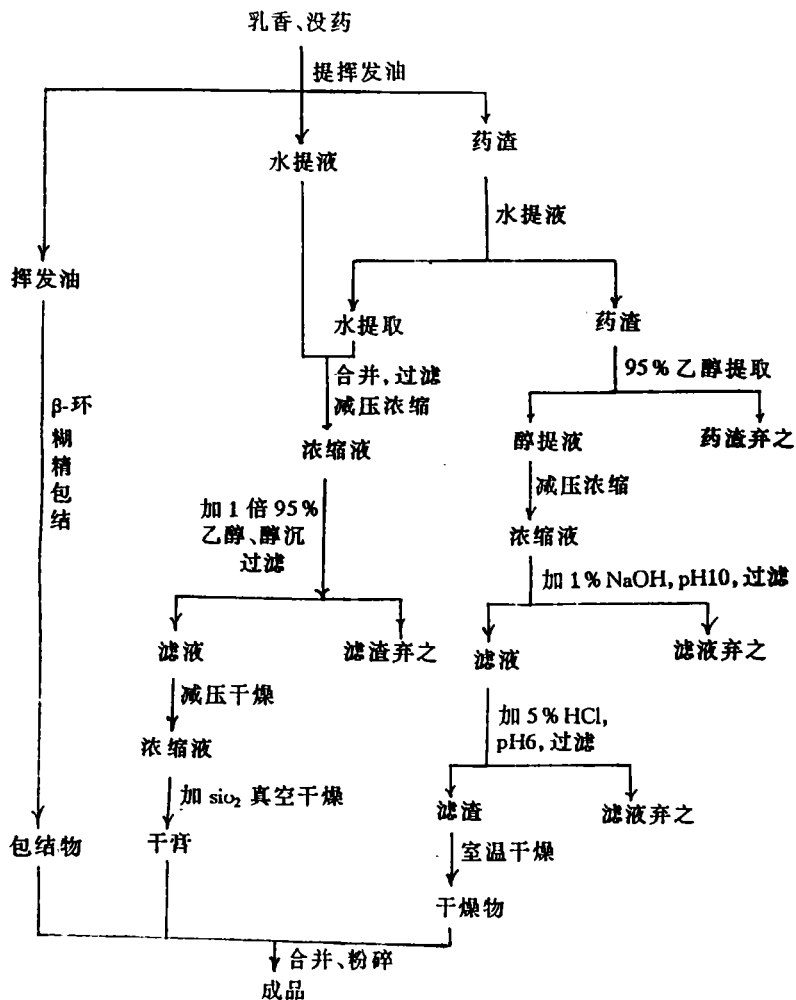 乳香、没药
提挥发油
水提液
药渣
水提液
挥发油
水提取
药渣
合并,过滤
减压浓缩
95%乙醇提取
β-环
糊
精
包
结
浓缩液
醇提液
药渣弃之
减压浓缩
加1倍95%
乙醇、醇沉
过滤
浓缩液
加1%NaOH,pH10,过滤
滤液
滤渣弃之
滤液
滤液弃之
减压干燥
加5%HCl,
pH6,过滤
浓缩液
加 sio₂ 真空干燥
滤渣
滤液弃之
包结物
干膏
室温干燥
干燥物
合并、粉碎
成品